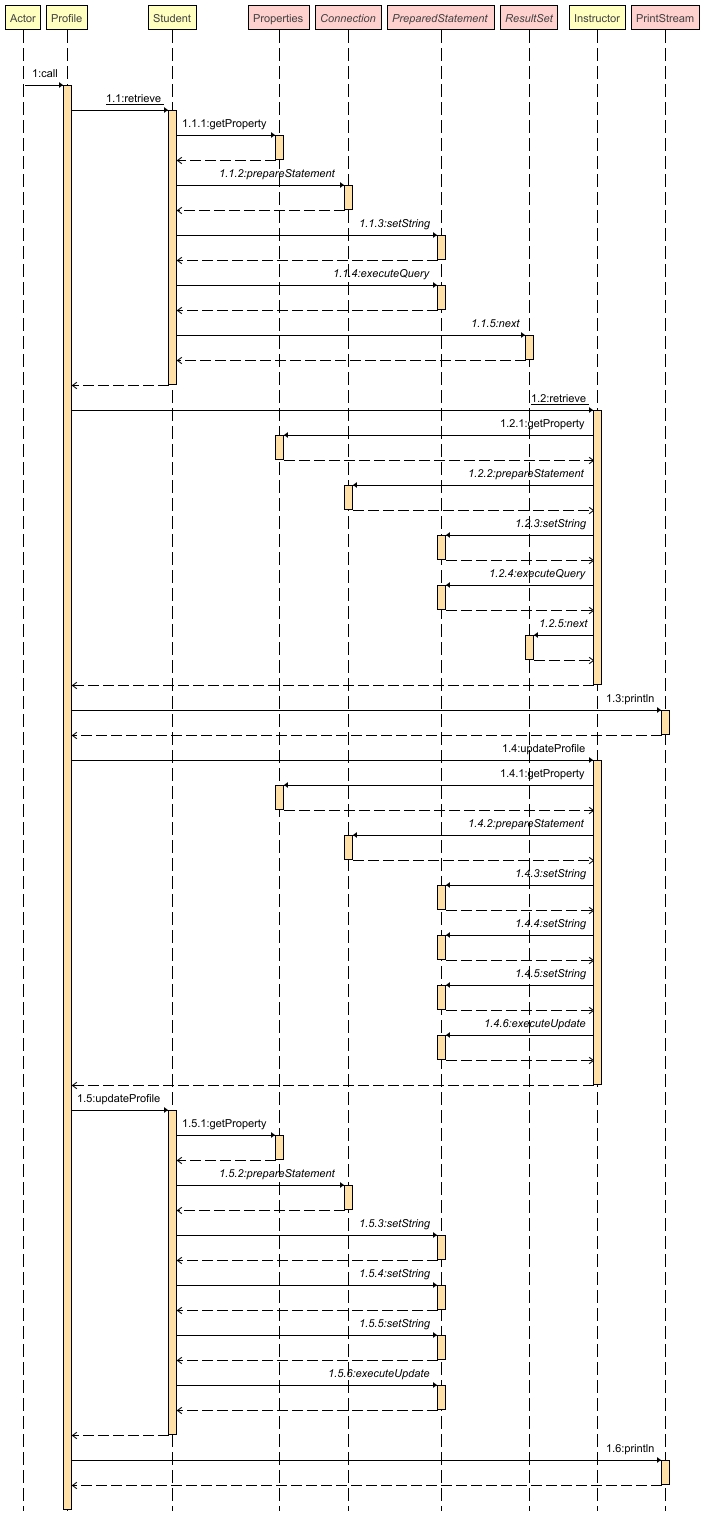 Actor
Profile
Student
Properties
Connection
PreparedStatement
ResultSet
Instructor
PrintStream
1:call
1.1:retrieve
1.1.1:getProperty
1.1.2:prepareStatement
1.1.3:setString
1.1.4:executeQuery
1.1.5:next
1.2:retrieve
1.2.1:getProperty
1.2.2:prepareStatement
1.2.3:setString
1.2.4:executeQuery
1.2.5:next
1.3:println
1.4:updateProfile
1.4.1:getProperty
1.4.2:prepareStatement
1.4.3:setString
1.4.4:setString
1.4.5:setString
1.4.6:executeUpdate
1.5:updateProfile
1.5.1:getProperty
1.5.2:prepareStatement
1.5.3:setString
1.5.4:setString
1.5.5:setString
1.5.6:executeUpdate
1.6:println